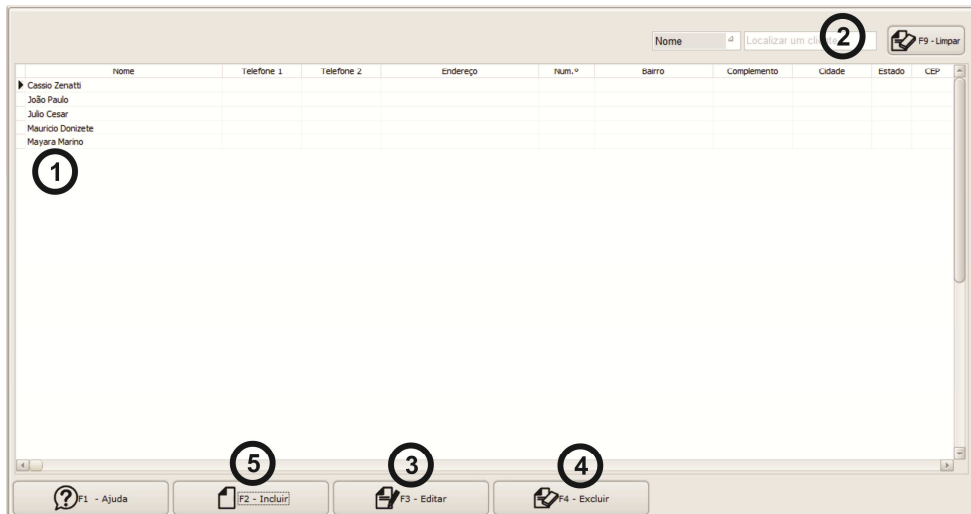 Nome Localizar um cliente 2 F9 - Limpar
Nome Telefone 1 Telefone 2 Endereço Num.º Bairro Complemento Cidade Estado CEP
Cassio Zenatti
João Paulo
Julio Cesar
Mauricio Donizete
Mayara Marino
1
5 3 4
F1 - Ajuda F2 - Incluir F3 - Editar F4 - Excluir